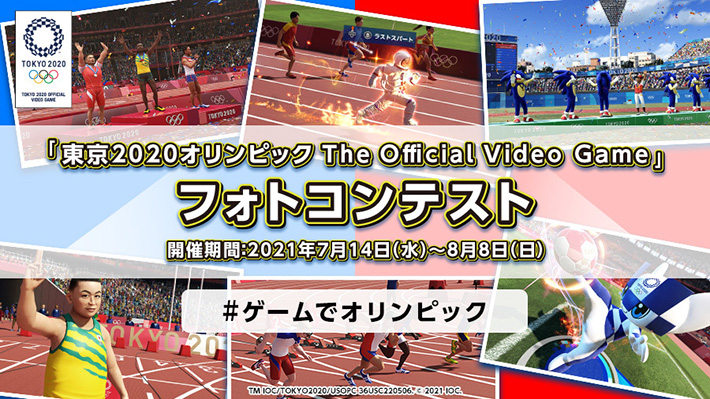 TOKYO 2020
TOKYO 2020 OFFICIAL
VIDEO GAME
ラストスパート
「東京2020オリンピック The Official Video Game」
フォトコンテスト
開催期間:2021年7月14日(水)~8月8日(日)
#ゲームでオリンピック
TOKYO 2020
TM IOC/TOKYO2020/USOPC 36USC220506. © 2021 IOC.